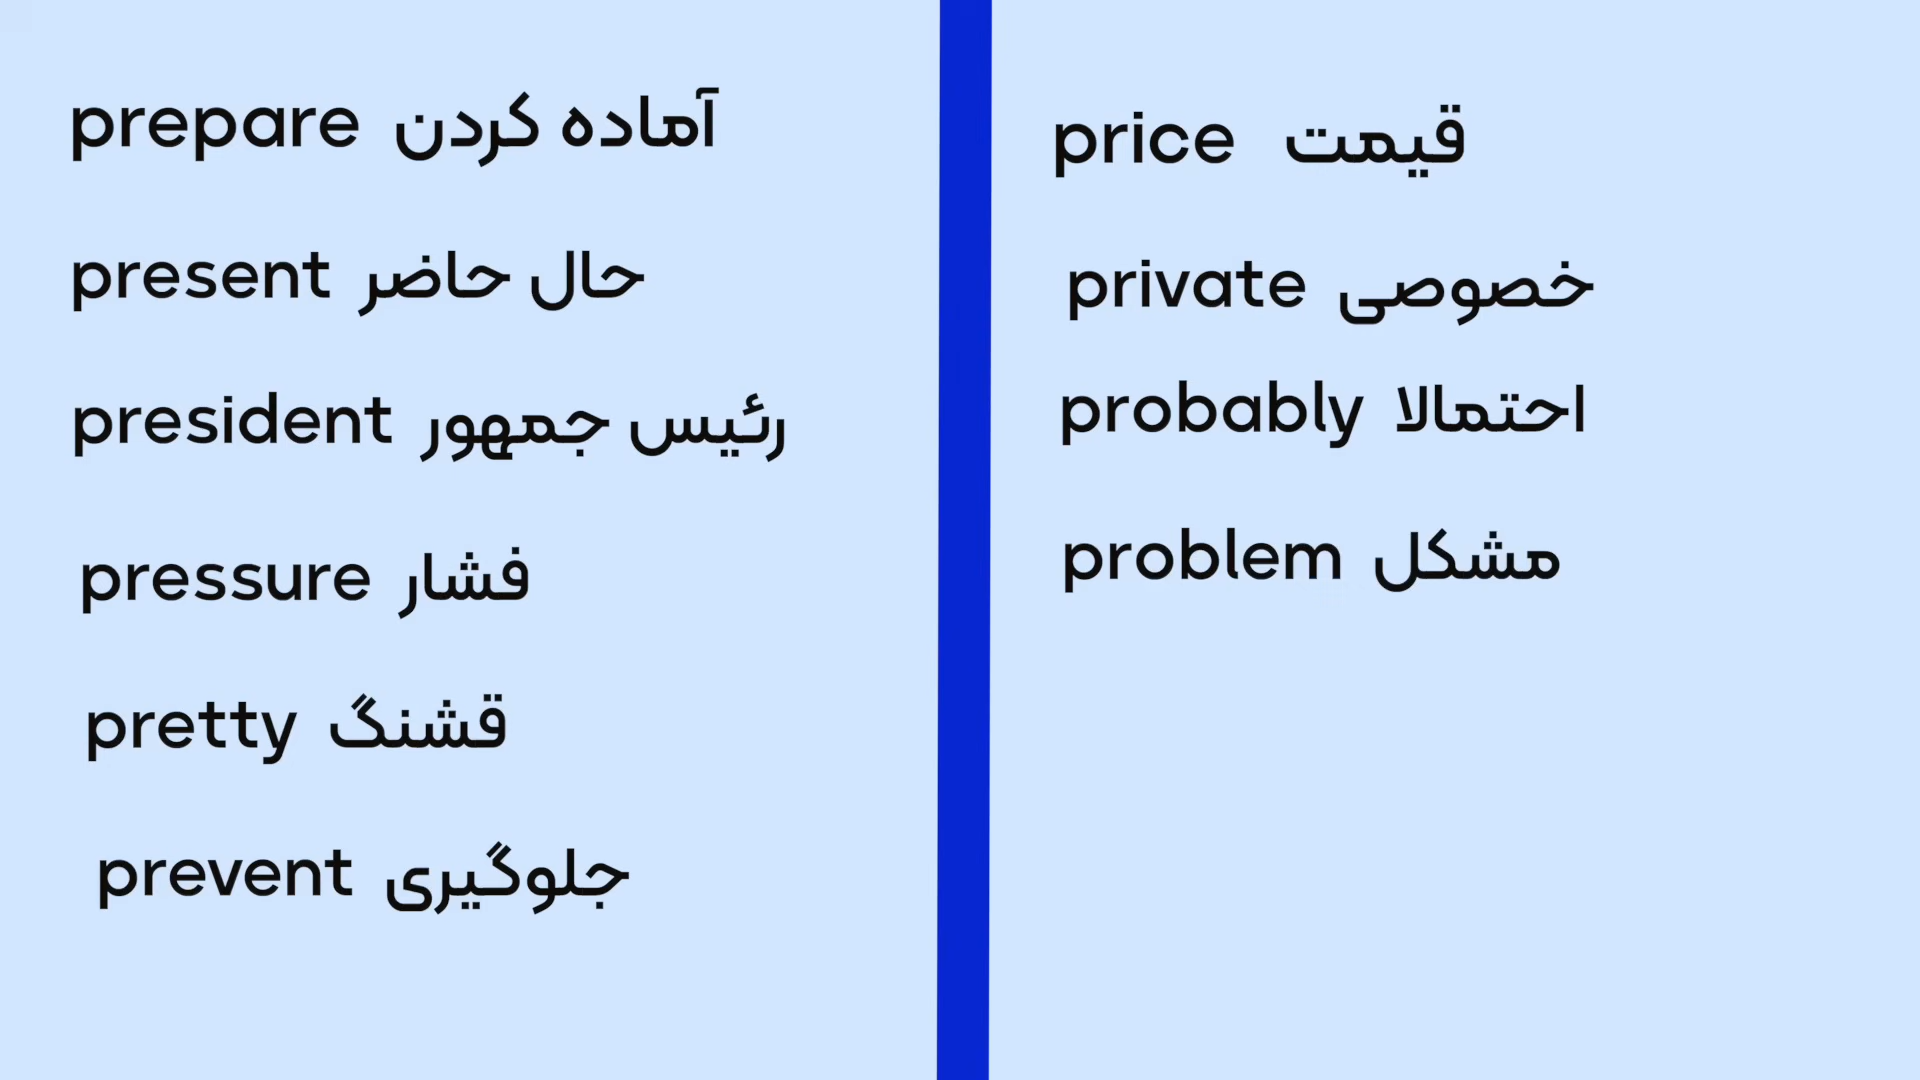 prepare آماده کردن
present حال حاضر
president رئیس جمهور
pressure فشار
pretty قشنگ
prevent جلوگیری
price قیمت
private خصوصی
probably احتمالا
problem مشکل